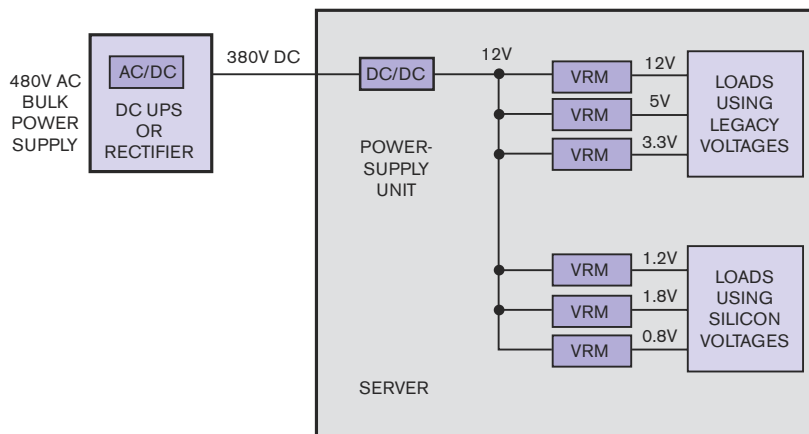 480V AC
BULK
POWER
SUPPLY
AC/DC
DC UPS
OR
RECTIFIER
380V DC
DC/DC
POWER-
SUPPLY
UNIT
12V
VRM
12V
VRM
5V
VRM
3.3V
LOADS
USING
LEGACY
VOLTAGES
VRM
1.2V
VRM
1.8V
VRM
0.8V
LOADS
USING
SILICON
VOLTAGES
SERVER